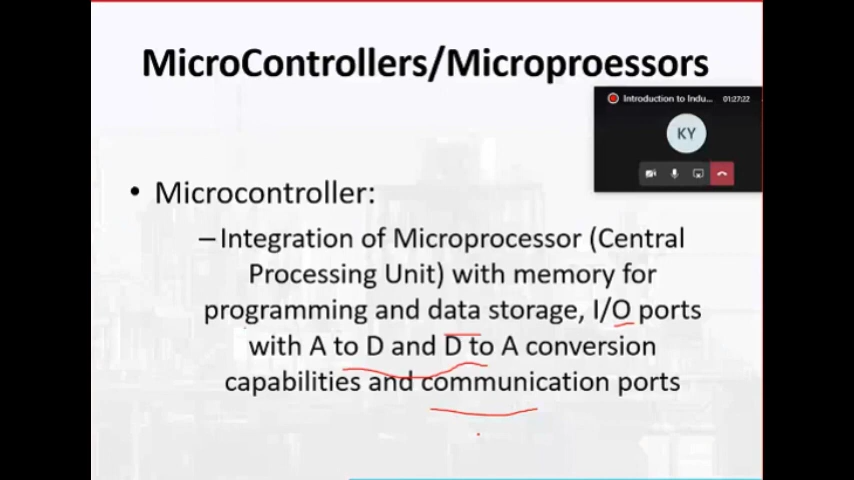 MicroControllers/Microproessors
Introduction to Indu... 01:27:22
KY
• Microcontroller:
– Integration of Microprocessor (Central
Processing Unit) with memory for
programming and data storage, I/O ports
with A to D and D to A conversion
capabilities and communication ports